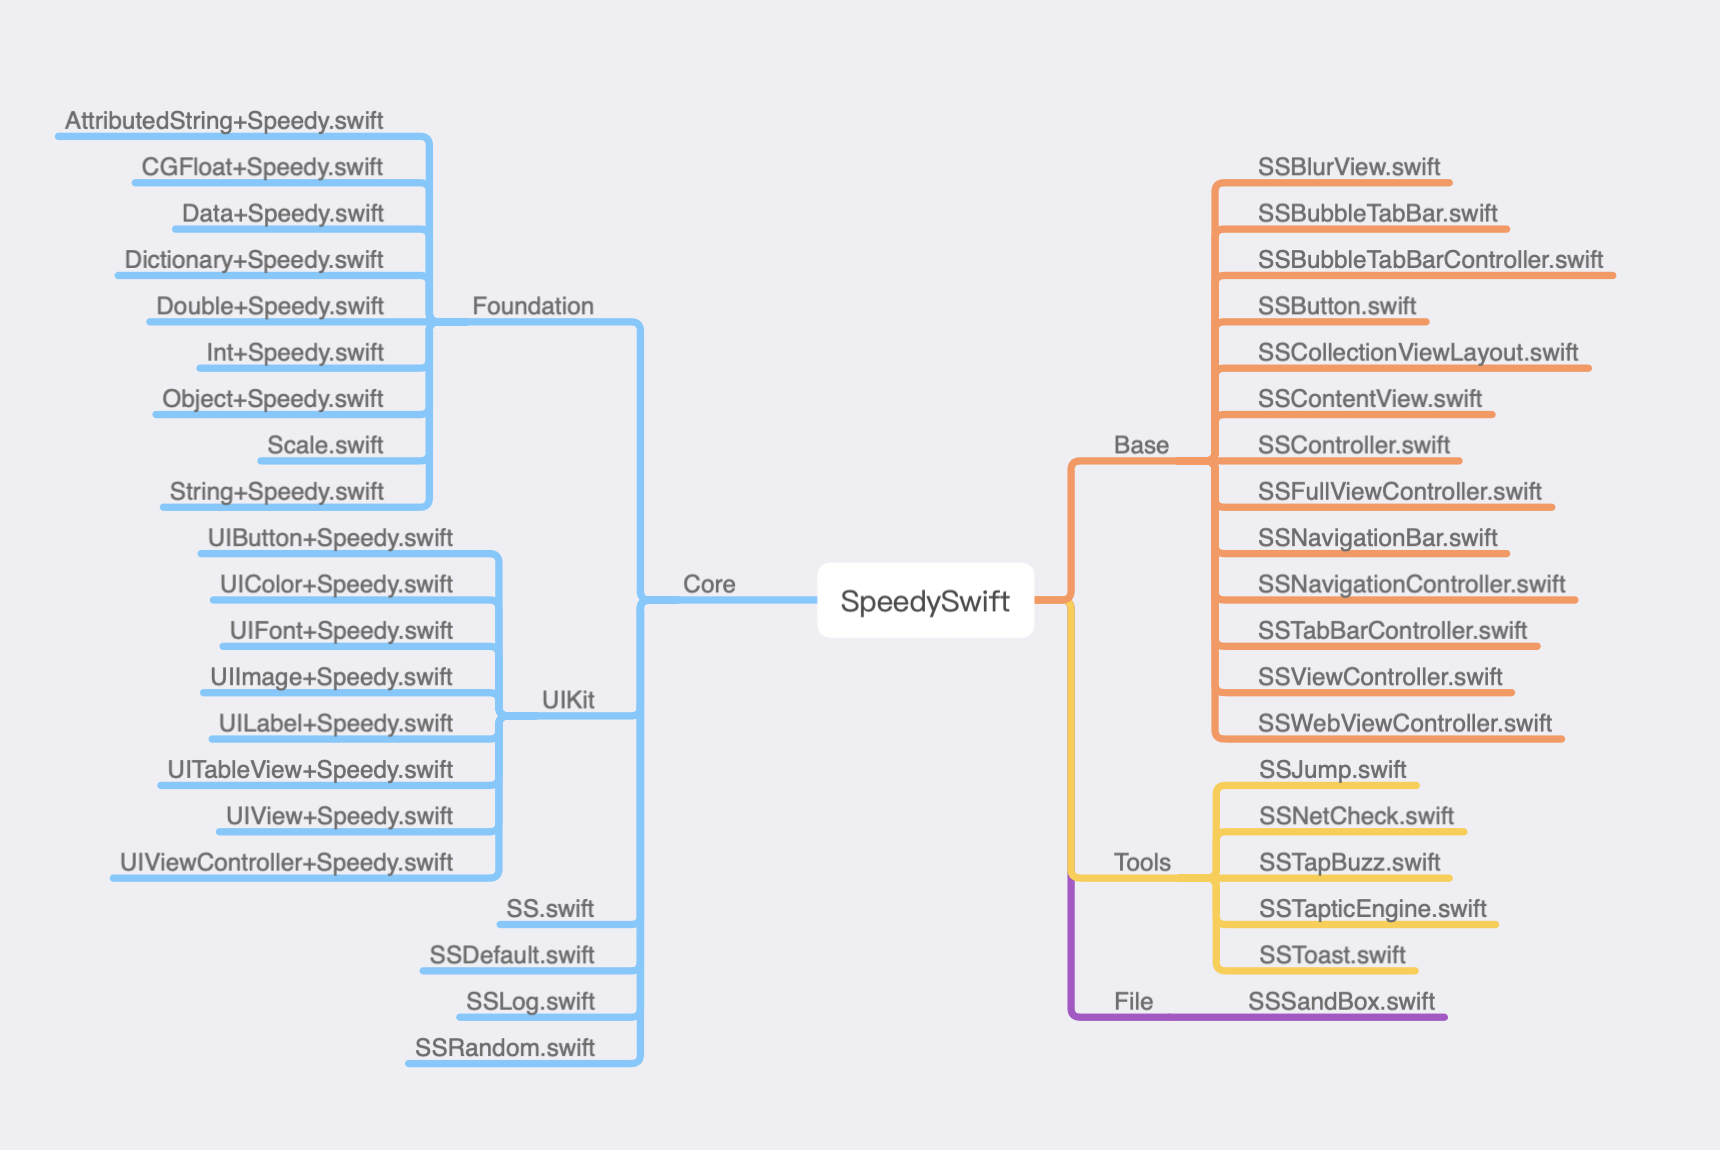 SpeedySwift
Core
Foundation
AttributedString+Speedy.swift
CGFloat+Speedy.swift
Data+Speedy.swift
Dictionary+Speedy.swift
Double+Speedy.swift
Int+Speedy.swift
Object+Speedy.swift
Scale.swift
String+Speedy.swift
UIKit
UIButton+Speedy.swift
UIColor+Speedy.swift
UIFont+Speedy.swift
UIImage+Speedy.swift
UILabel+Speedy.swift
UITableView+Speedy.swift
UIView+Speedy.swift
UIViewController+Speedy.swift
SS.swift
SSDefault.swift
SSLog.swift
SSRandom.swift
Base
SSBlurView.swift
SSBubbleTabBar.swift
SSBubbleTabBarController.swift
SSButton.swift
SSCollectionViewLayout.swift
SSContentView.swift
SSController.swift
SSFullViewController.swift
SSNavigationBar.swift
SSNavigationController.swift
SSTabBarController.swift
SSViewController.swift
SSWebViewController.swift
Tools
SSJump.swift
SSNetCheck.swift
SSTapBuzz.swift
SSTapticEngine.swift
SSToast.swift
File
SSSandBox.swift